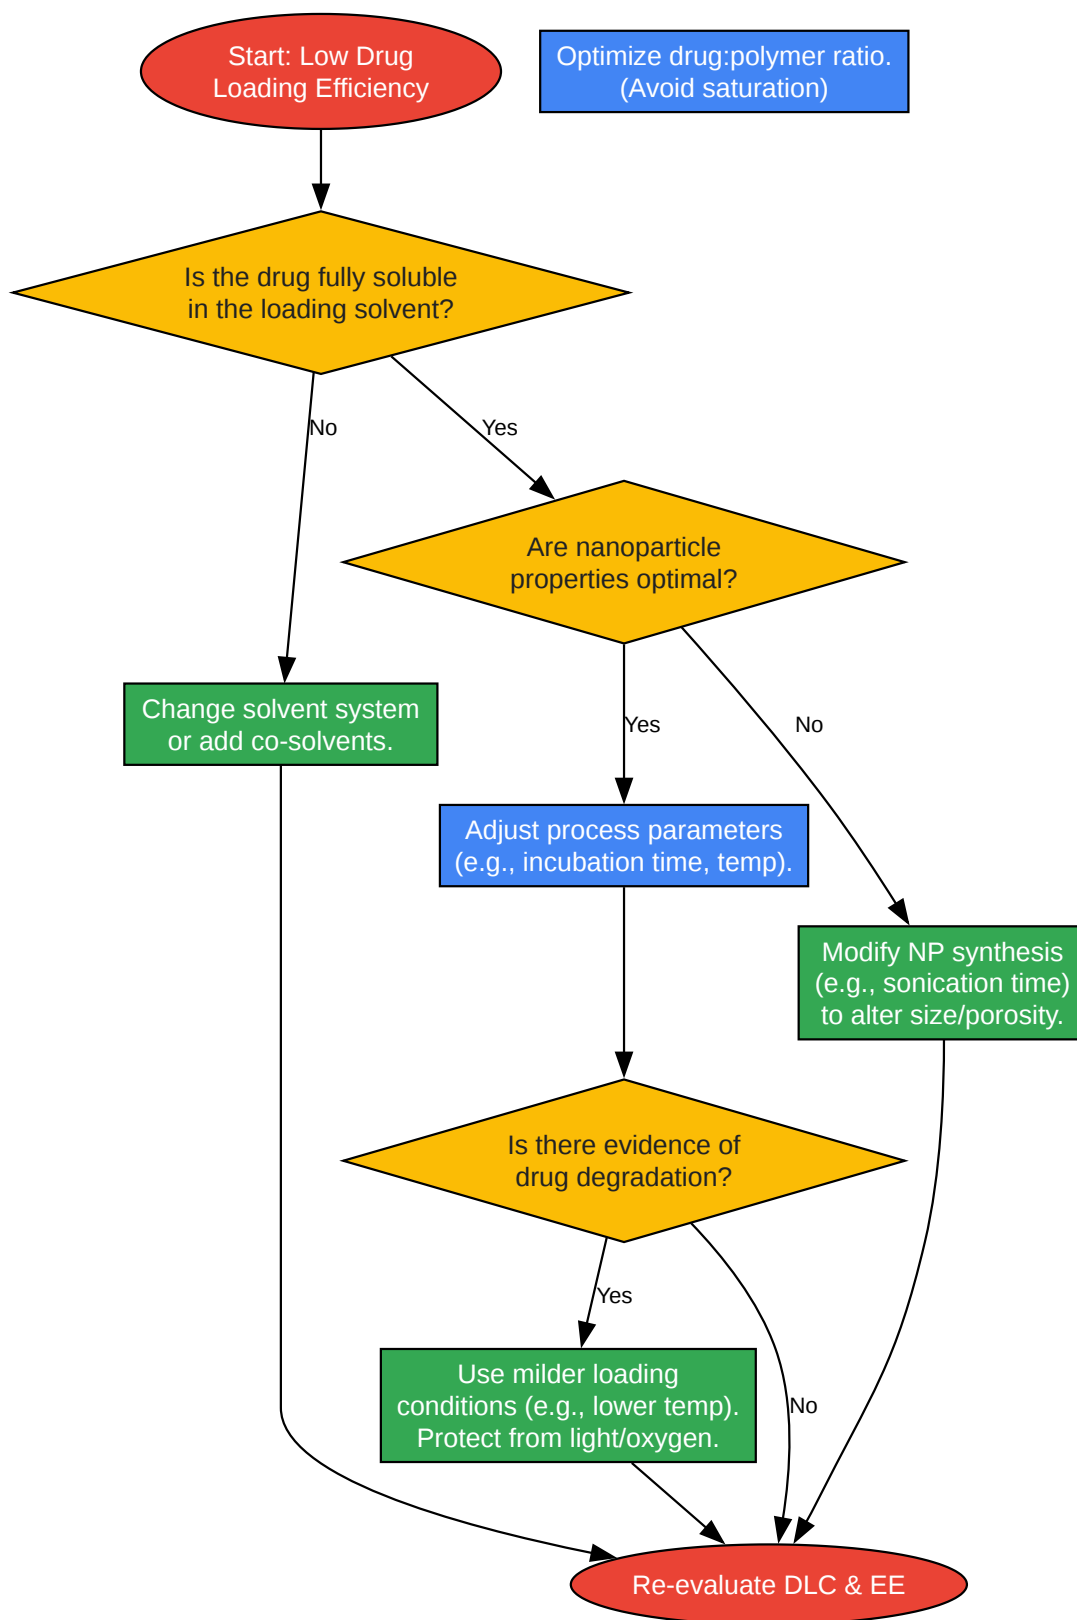 Start: Low Drug
Loading Efficiency
Optimize drug:polymer ratio.
(Avoid saturation)
Is the drug fully soluble
in the loading solvent?
No
Yes
Are nanoparticle
properties optimal?
Change solvent system
or add co-solvents.
Yes
No
Adjust process parameters
(e.g., incubation time, temp).
Modify NP synthesis
(e.g., sonication time)
to alter size/porosity.
Is there evidence of
drug degradation?
Yes
Use milder loading
conditions (e.g., lower temp).
Protect from light/oxygen.
No
Re-evaluate DLC & EE